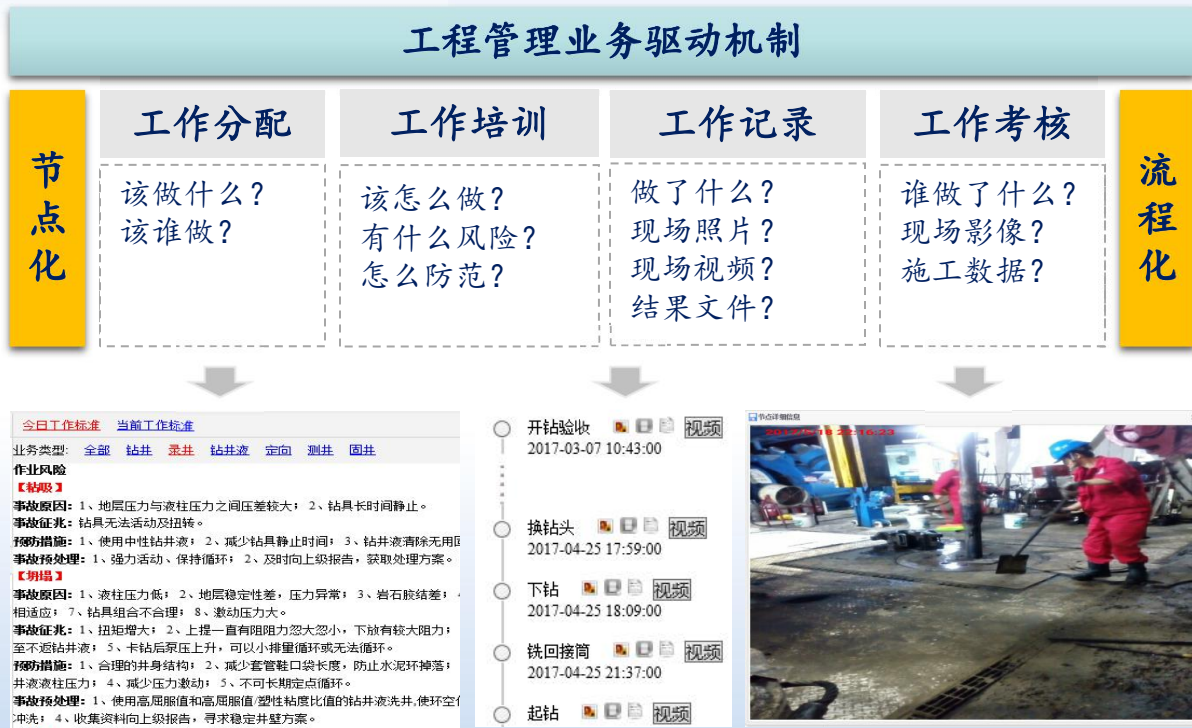 工程管理业务驱动机制
节点化
工作分配
该做什么？
该谁做？
工作培训
该怎么做？
有什么风险？
怎么防范？
工作记录
做了什么？
现场照片？
现场视频？
结果文件？
工作考核
谁做了什么？
现场影像？
施工数据？
流程化
今日工作标准 当前工作标准
业务类型: 全部 钻井 录井 钻井液 定向 测井 固井
作业风险
【粘吸】
事故原因: 1、地层压力与液柱压力之间压差较大； 2、钻具长时间静止。
事故征兆: 钻具无法活动及扭转。
预防措施: 1、使用中性钻井液； 2、减少钻具静止时间； 3、钻井液清除无用固
事故预处理: 1、强力活动、保持循环； 2、及时向上级报告，获取处理方案。
【坍塌】
事故原因: 1、液柱压力低； 2、地层稳定性差，压力异常； 3、岩石胶结差；
相适应； 7、钻具组合不合理； 8、激动压力大。
事故征兆: 1、扭矩增大； 2、上提一直有阻阻力忽大忽小，下放有较大阻力；
至不返钻井液； 5、卡钻后泵压上升，可以小排量循环或无法循环。
预防措施: 1、合理的井身结构； 2、减少套管鞋口袋长度，防止水泥环掉落；
井液液柱压力； 4、减少压力激动； 5、不可长期定点循环。
事故预处理: 1、使用高屈服值和高屈服值/塑性粘度比值的钻井液洗井,使环空
冲洗； 4、收集资料向上级报告，寻求稳定井壁方案。
开钻验收 视频
2017-03-07 10:43:00
换钻头 视频
2017-04-25 17:59:00
下钻 视频
2017-04-25 18:09:00
铣回接筒 视频
2017-04-25 21:37:00
起钻 视频
节点详细信息
22:16:23